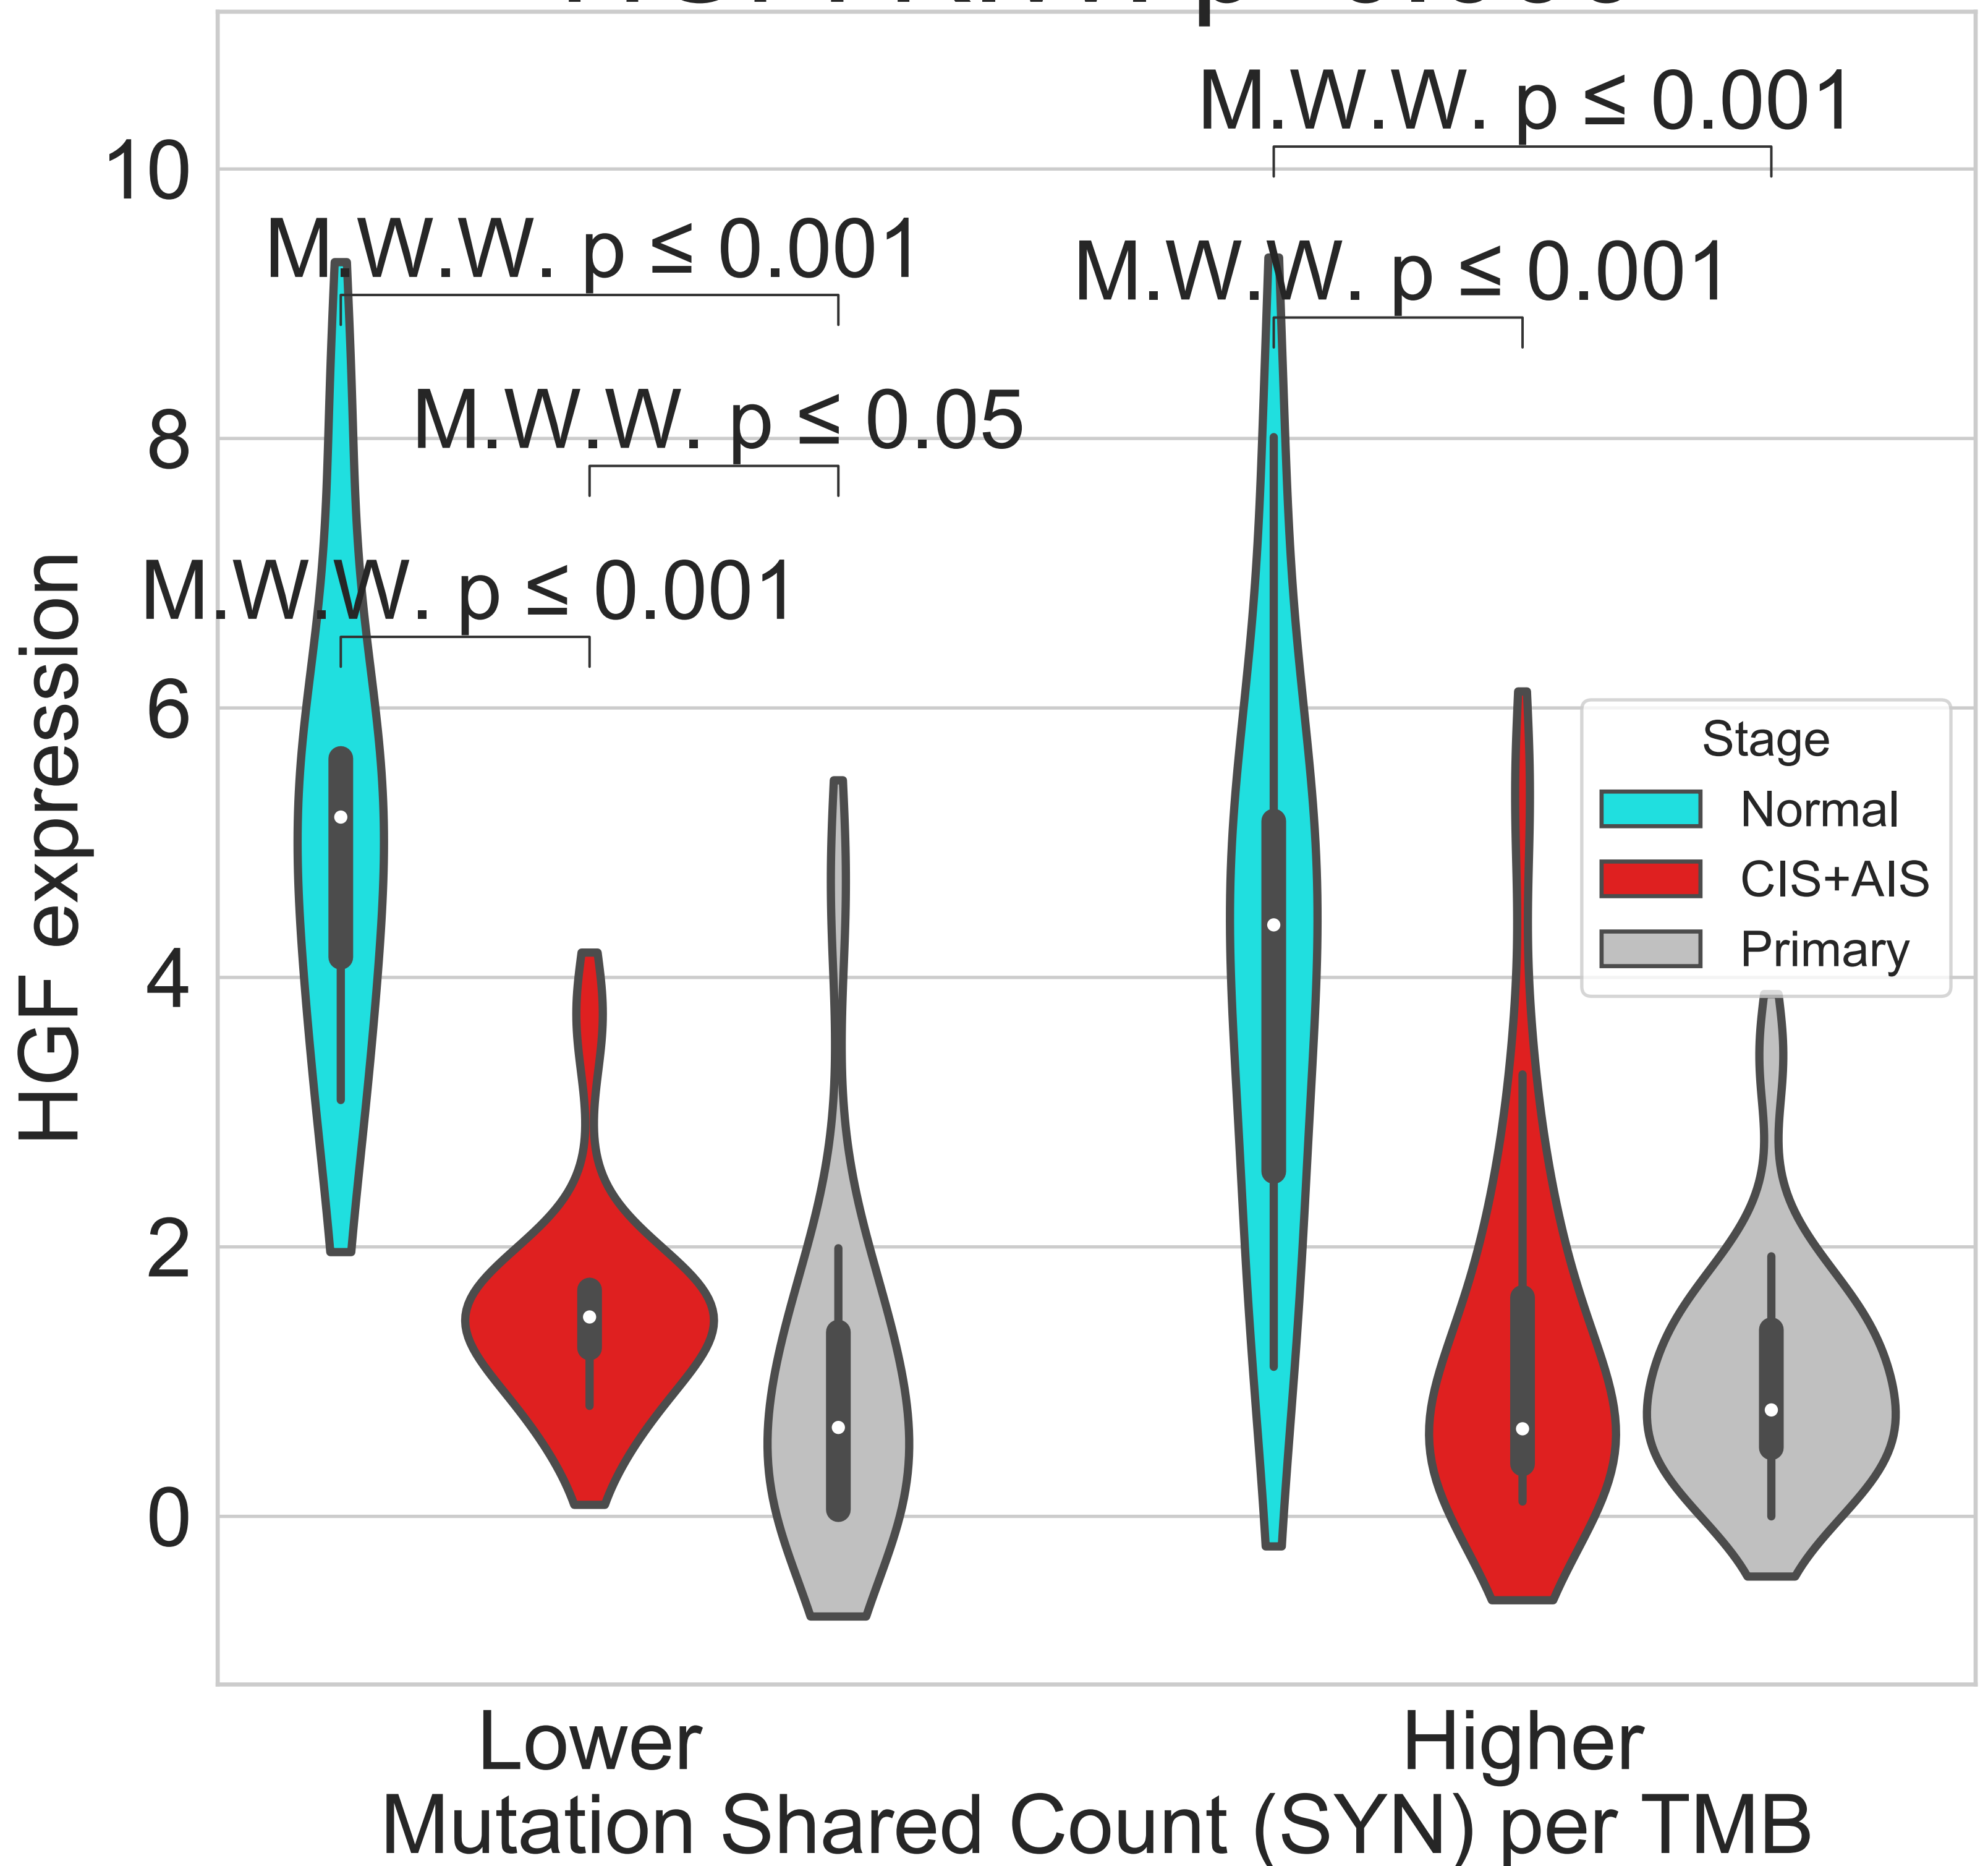 M.W.W. p ≤ 0.001
10
M.W.W. p ≤ 0.001
M.W.W. p ≤ 0.001
8
M.W.W. p ≤ 0.05
M.W.W. p ≤ 0.001
6
HGF expression
Stage
Normal
CIS+AIS
Primary
4
2
0
Lower
Higher
Mutation Shared Count (SYN) per TMB